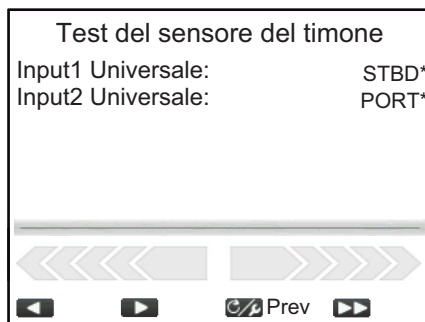 Test del sensore del timone
Input1 Universale: STBD*
Input2 Universale: PORT*
Prev